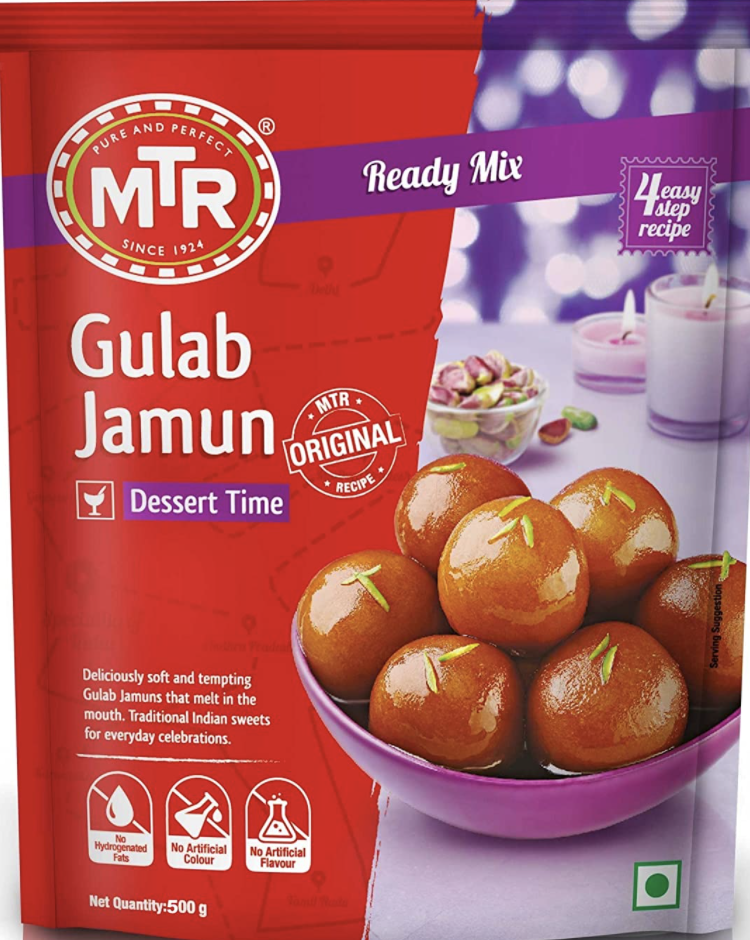 PURE AND PERFECT
MTR
®
SINCE 1924
Ready Mix
4 easy
step
recipe
Gulab
Jamun
MTR
ORIGINAL
RECIPE
Dessert Time
Serving Suggestion
Deliciously soft and tempting
Gulab Jamuns that melt in the
mouth. Traditional Indian sweets
for everyday celebrations.
No
Hydrogenated
Fats
No Artificial
Colour
No Artificial
Flavour
Net Quantity:500 g